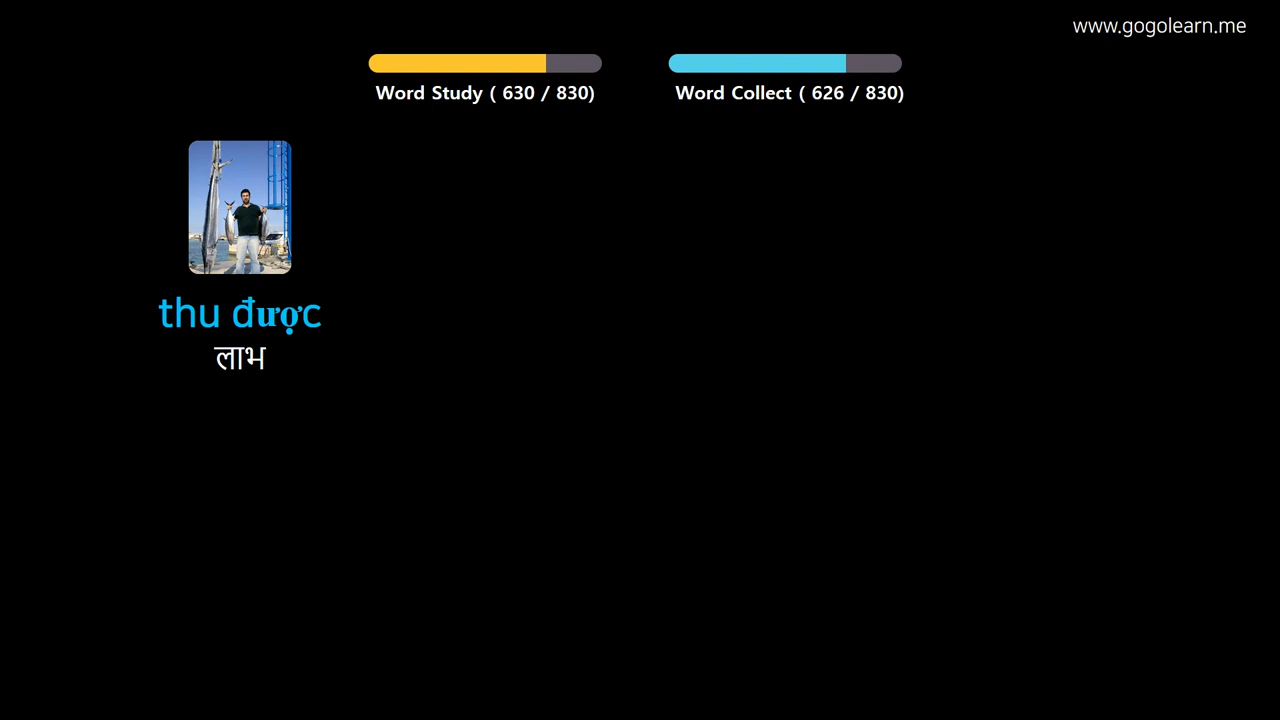 www.gogolearn.me
Word Study ( 630 / 830)
Word Collect ( 626 / 830)
thu được
लाभ